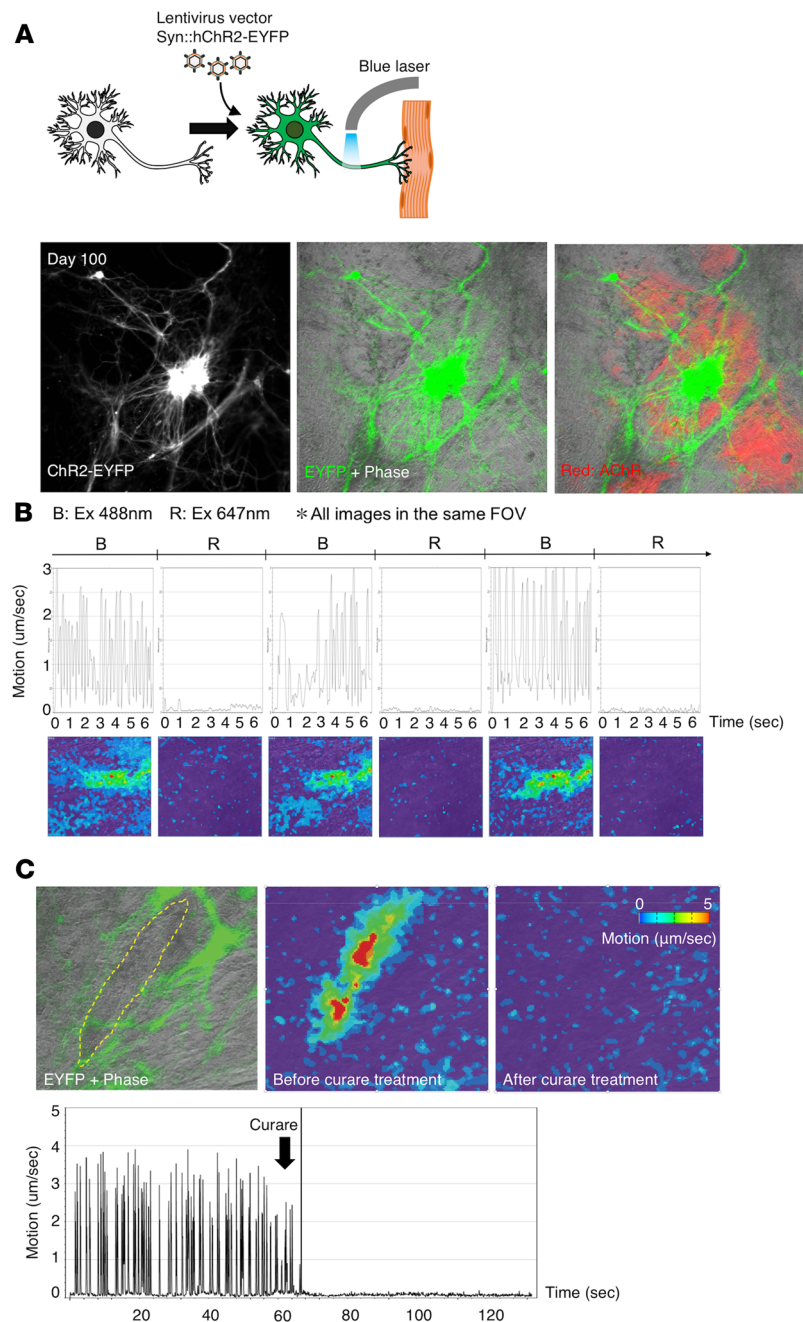 A
Lentivirus vector
Syn::hChR2-EYFP
Blue laser
Day 100
ChR2-EYFP
EYFP + Phase
Red: AChR
B
B: Ex 488nm R: Ex 647nm ＊All images in the same FOV
B R B R B R
Motion (um/sec)
3
2
1
0
0 1 2 3 4 5 6 0 1 2 3 4 5 6 0 1 2 3 4 5 6 0 1 2 3 4 5 6 0 1 2 3 4 5 6 0 1 2 3 4 5 6 Time (sec)
C
EYFP + Phase
Before curare treatment
0 5
Motion (μm/sec)
After curare treatment
Motion (um/sec)
5
4
3
2
1
0
Curare
20 40 60 80 100 120 Time (sec)